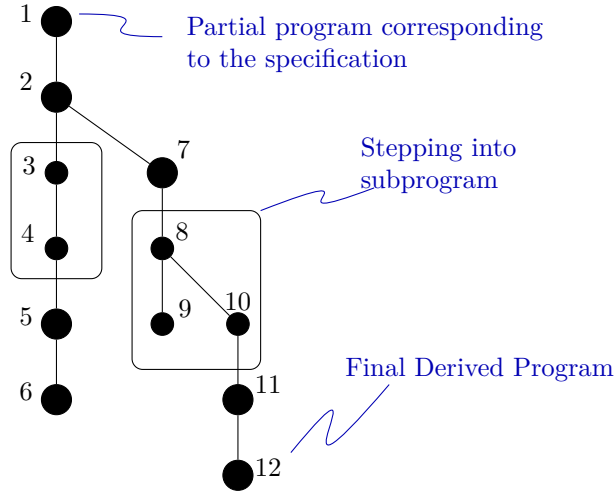 1
Partial program corresponding
to the specification
2
7
Stepping into
subprogram
3
4
8
5
9
10
Final Derived Program
6
11
12